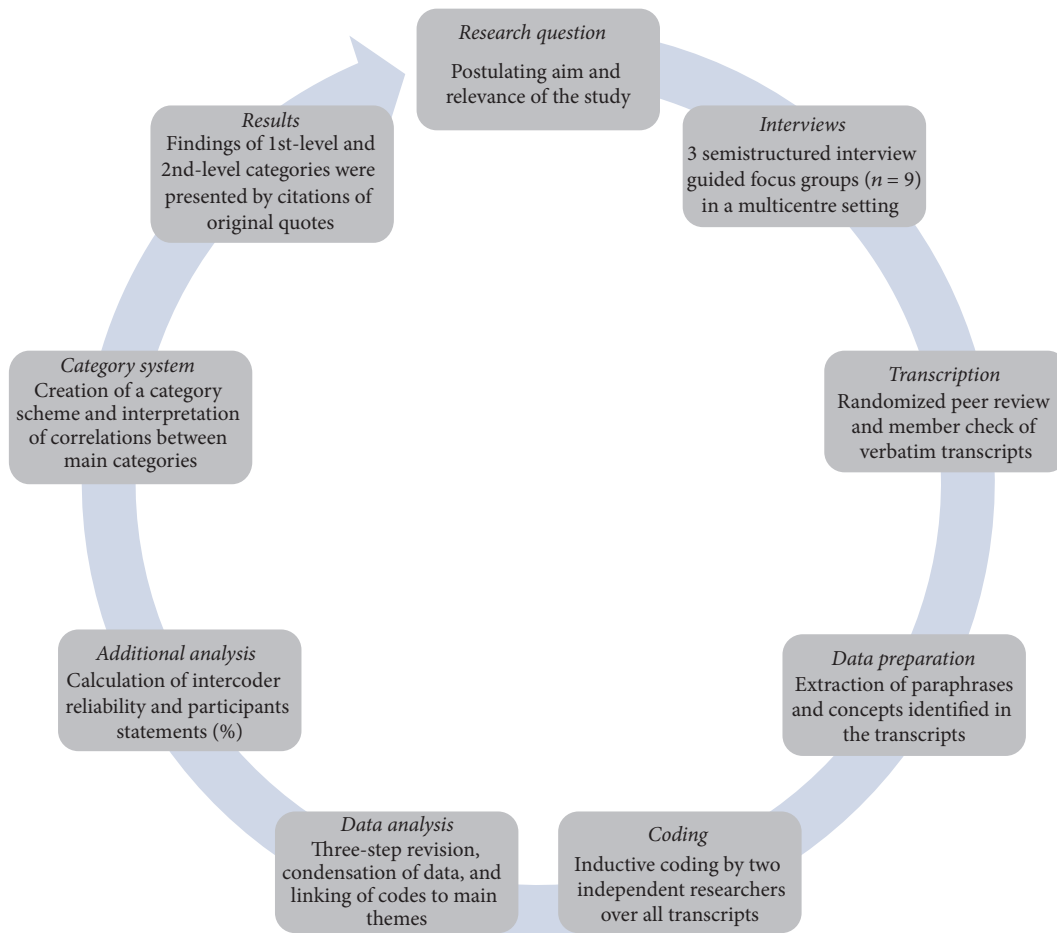 Research question
Postulating aim and
relevance of the study
Interviews
3 semistructured interview
guided focus groups (n = 9)
in a multicentre setting
Transcription
Randomized peer review
and member check of
verbatim transcripts
Data preparation
Extraction of paraphrases
and concepts identified in
the transcripts
Coding
Inductive coding by two
independent researchers
over all transcripts
Data analysis
Three-step revision,
condensation of data, and
linking of codes to main
themes
Additional analysis
Calculation of intercoder
reliability and participants
statements (%)
Category system
Creation of a category
scheme and interpretation
of correlations between
main categories
Results
Findings of 1st-level and
2nd-level categories were
presented by citations of
original quotes